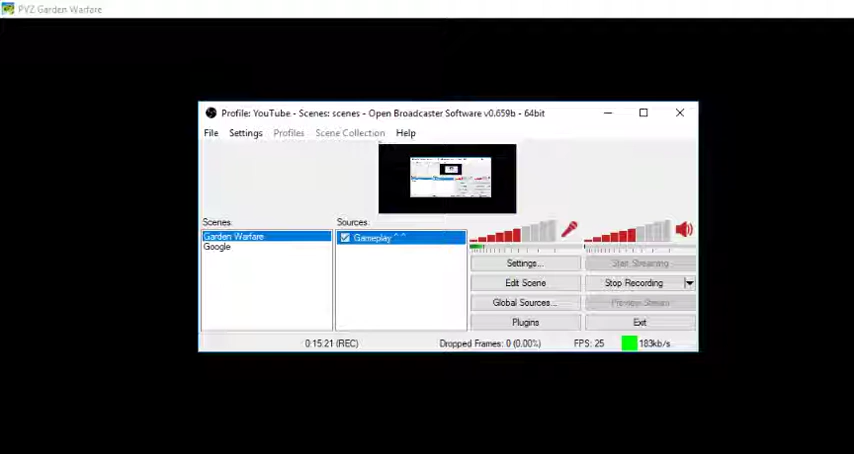 PVZ Garden Warfare
Profile: YouTube - Scenes: scenes - Open Broadcaster Software v0.659b - 64bit
File Settings Profiles Scene Collection Help
Scenes: Sources:
Garden Warfare Gameplay ^^
Google
Settings... Start Streaming
Edit Scene Stop Recording
Global Sources... Preview Stream
Plugins Exit
0:15:21 (REC) Dropped Frames: 0 (0.00%) FPS: 25 183kb/s